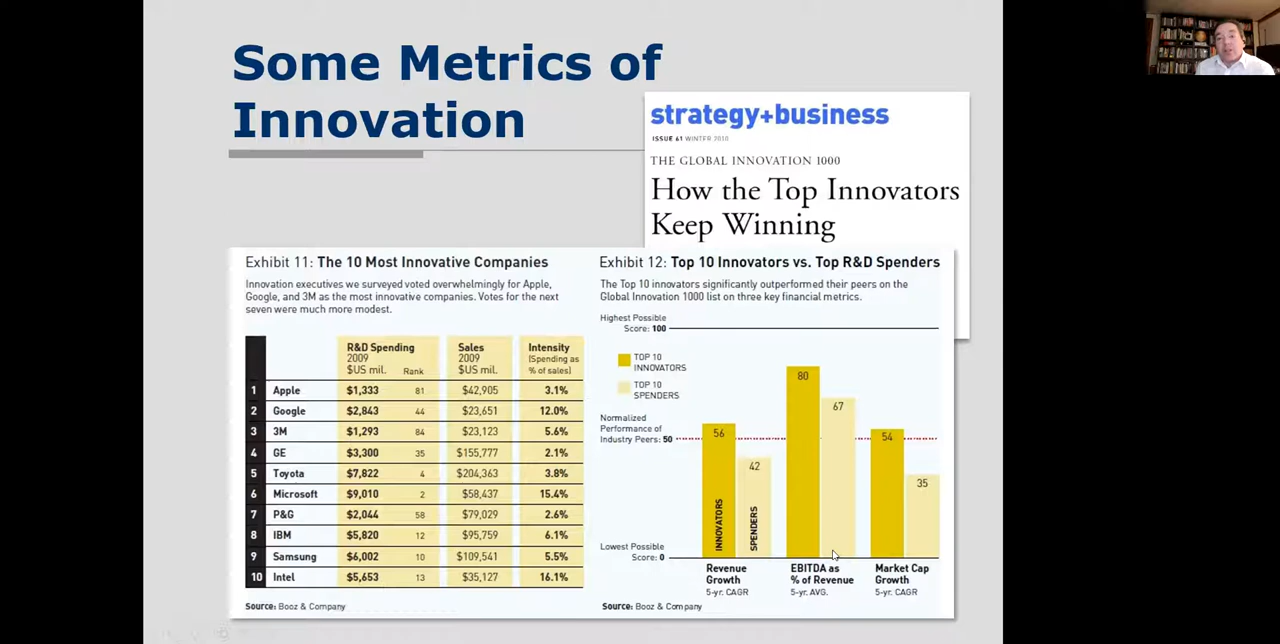 Some Metrics of
Innovation
strategy+business
ISSUE 61 WINTER 2010
THE GLOBAL INNOVATION 1000
How the Top Innovators
Keep Winning
Exhibit 11: The 10 Most Innovative Companies
Innovation executives we surveyed voted overwhelmingly for Apple,
Google, and 3M as the most innovative companies. Votes for the next
seven were much more modest.
R&D Spending
2009
$US mil. Rank
Sales
2009
$US mil.
Intensity
(Spending as
% of sales)
1 Apple $1,333 81 $42,905 3.1%
2 Google $2,843 44 $23,651 12.0%
3 3M $1,293 84 $23,123 5.6%
4 GE $3,300 35 $155,777 2.1%
5 Toyota $7,822 4 $204,363 3.8%
6 Microsoft $9,010 2 $58,437 15.4%
7 P&G $2,044 58 $79,029 2.6%
8 IBM $5,820 12 $95,759 6.1%
9 Samsung $6,002 10 $109,541 5.5%
10 Intel $5,653 13 $35,127 16.1%
Source: Booz & Company
Exhibit 12: Top 10 Innovators vs. Top R&D Spenders
The Top 10 innovators significantly outperformed their peers on the
Global Innovation 1000 list on three key financial metrics.
Highest Possible
Score: 100
TOP 10
INNOVATORS
TOP 10
SPENDERS
Normalized
Performance of
Industry Peers: 50
Lowest Possible
Score: 0
56
42
80
67
54
35
INNOVATORS
SPENDERS
Revenue
Growth
5-yr. CAGR
EBITDA as
% of Revenue
5-yr. AVG.
Market Cap
Growth
5-yr. CAGR
Source: Booz & Company